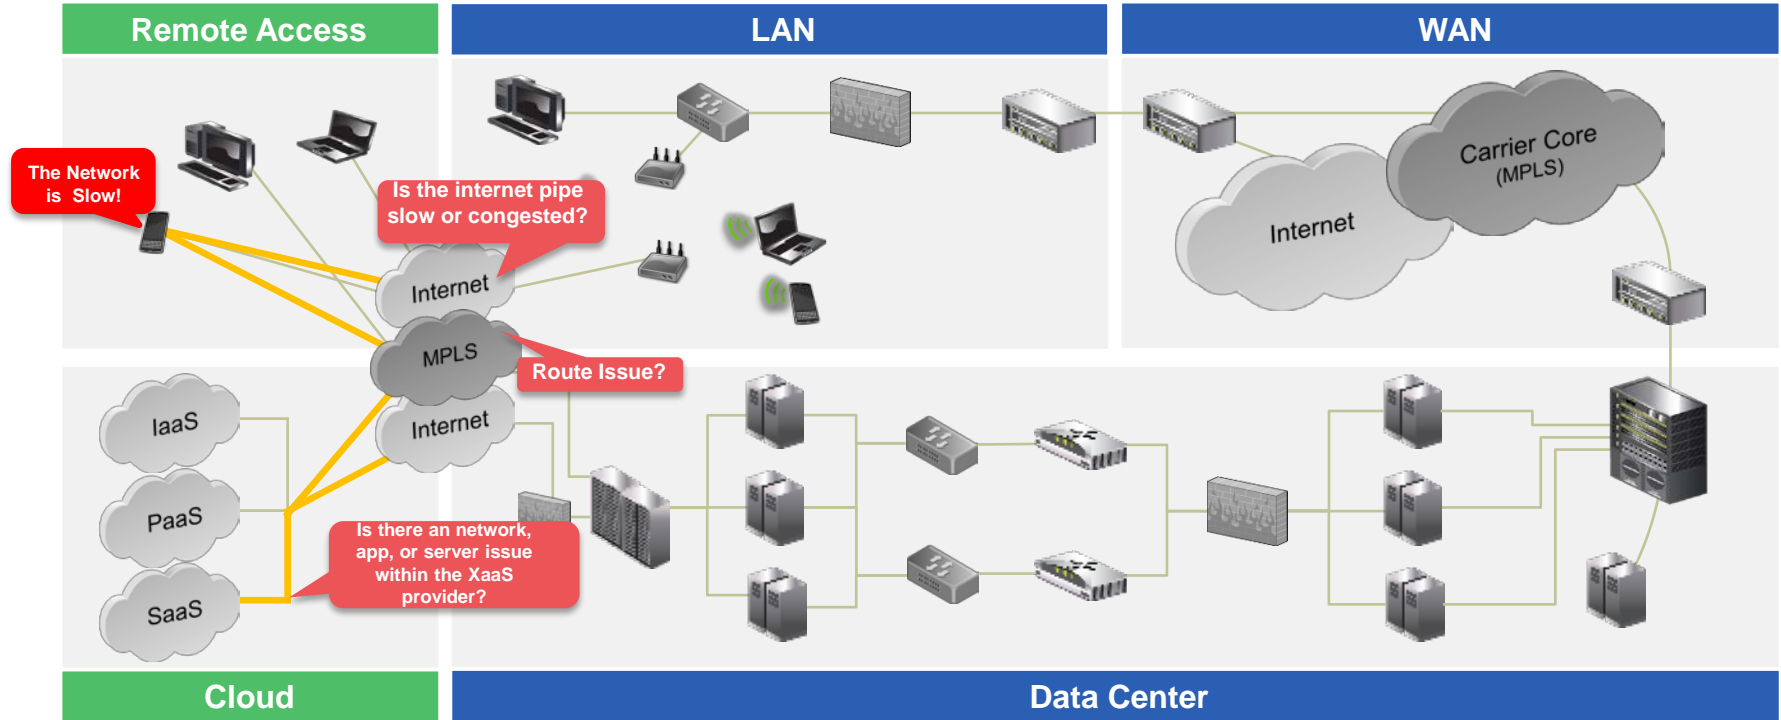 Remote Access
LAN
WAN
The Network
is Slow!
Is the internet pipe
slow or congested?
Carrier Core
(MPLS)
Internet
Internet
MPLS
Route Issue?
Internet
IaaS
PaaS
SaaS
Is there an network,
app, or server issue
within the XaaS
provider?
Cloud
Data Center